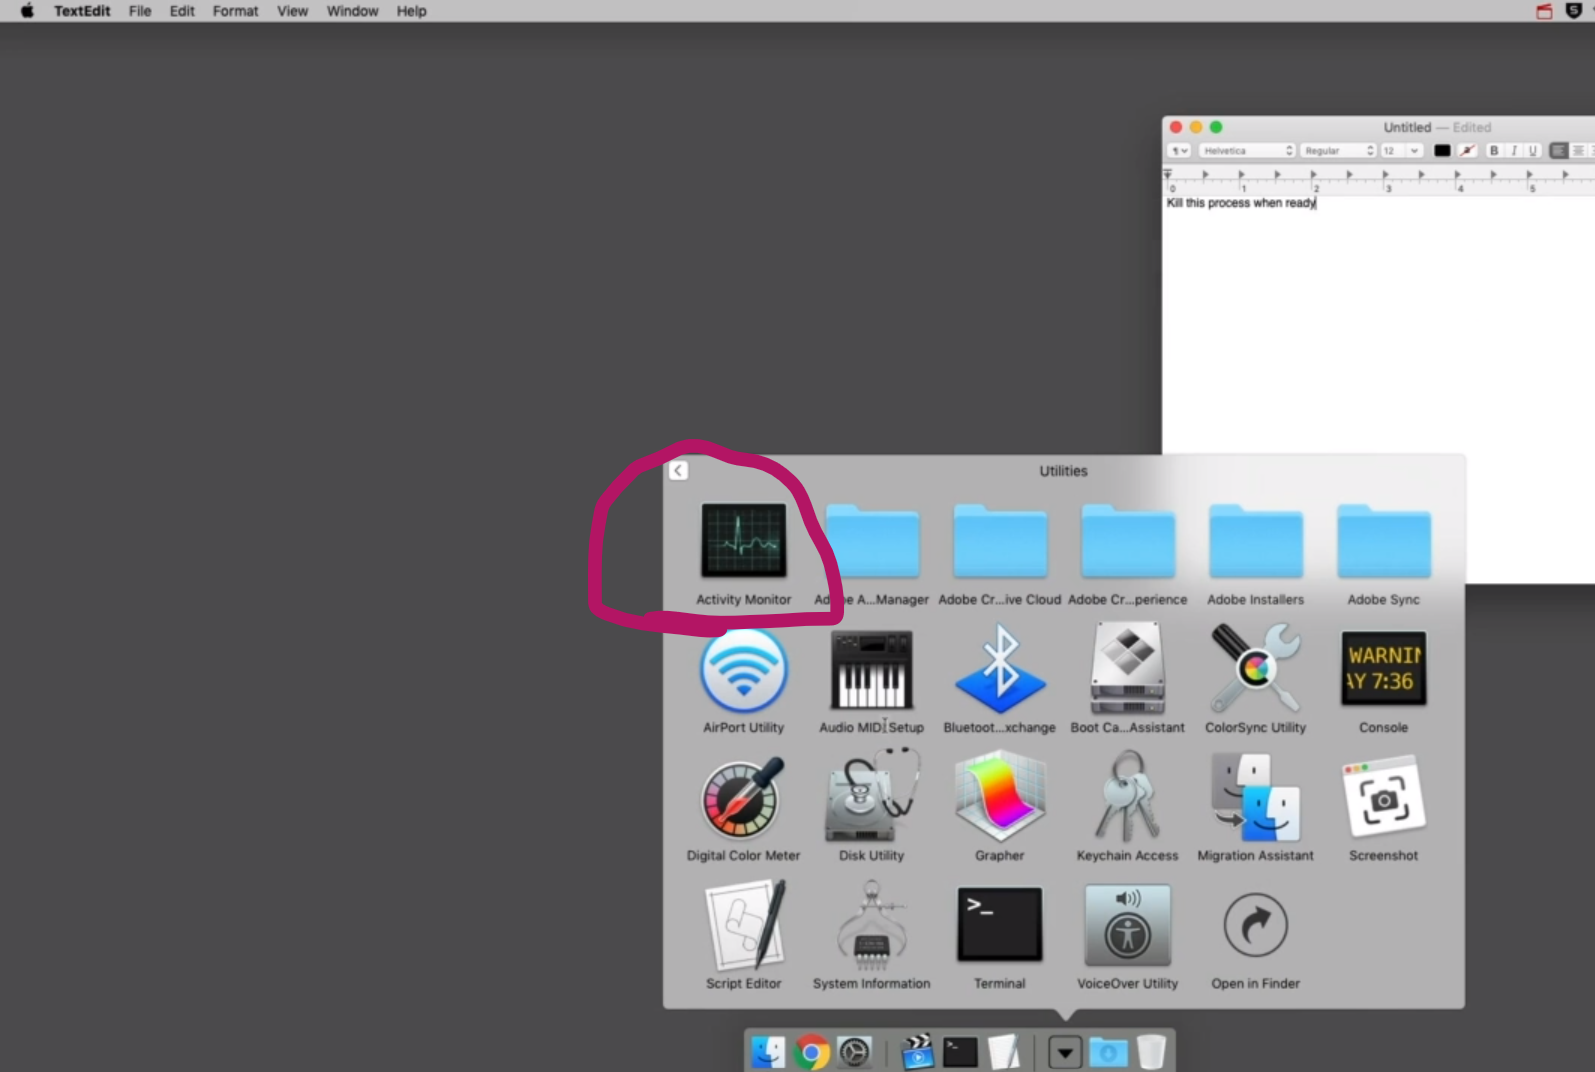 TextEdit File Edit Format View Window Help
Untitled — Edited
Helvetica Regular 12 B I U
0 1 2 3 4 5
Kill this process when ready
Utilities
Activity Monitor Adobe A...Manager Adobe Cr...ive Cloud Adobe Cr...perience Adobe Installers Adobe Sync
WARNIN
AY 7:36
AirPort Utility Audio MIDI Setup Bluetoot...xchange Boot Ca...Assistant ColorSync Utility Console
Digital Color Meter Disk Utility Grapher Keychain Access Migration Assistant Screenshot
>_
Script Editor System Information Terminal VoiceOver Utility Open in Finder